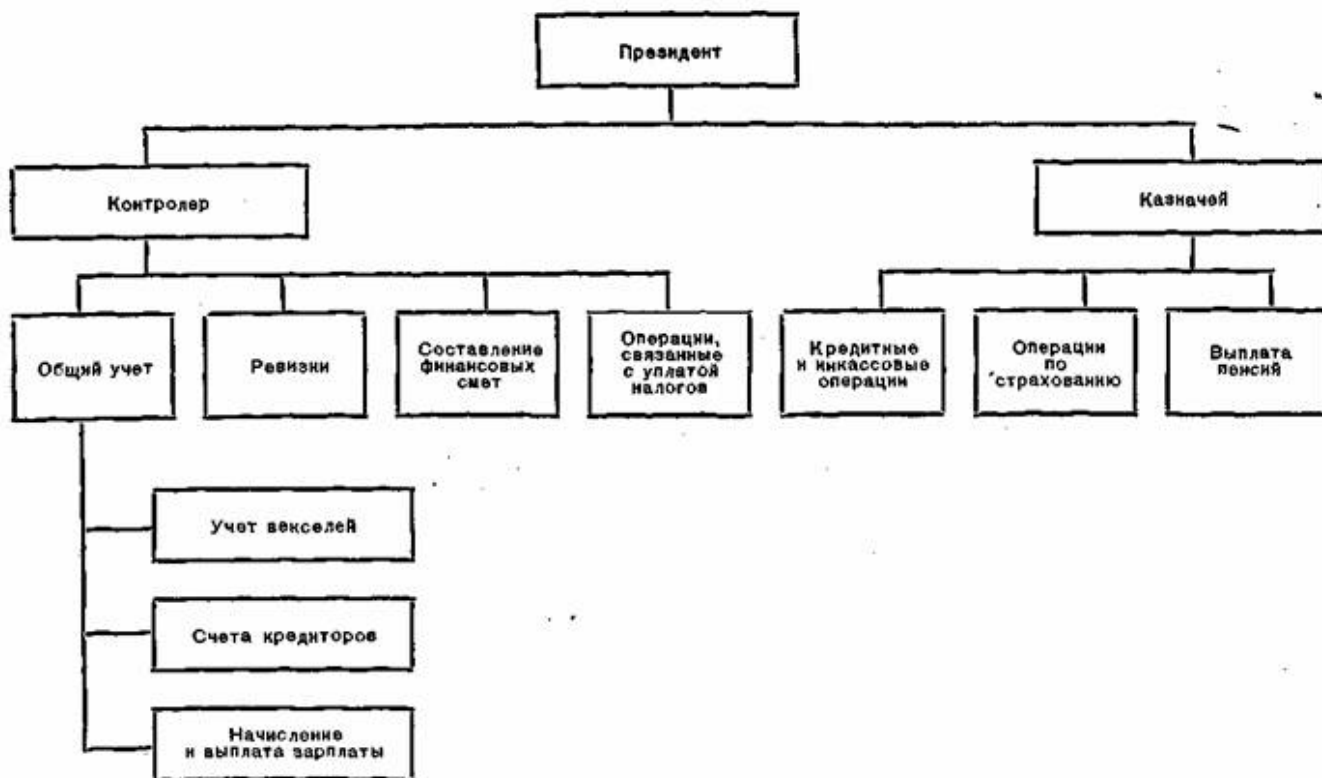 Президент
Контролер
Казначей
Общий учет
Ревизки
Составление
финансовых
смет
Операции,
связанные
с уплатой
налогов
Кредитные
и инкассовые
операции
Операции
по
страхованию
Выплата
пенсий
Учет векселей
Счета кредиторов
Начисление
и выплата зарплаты